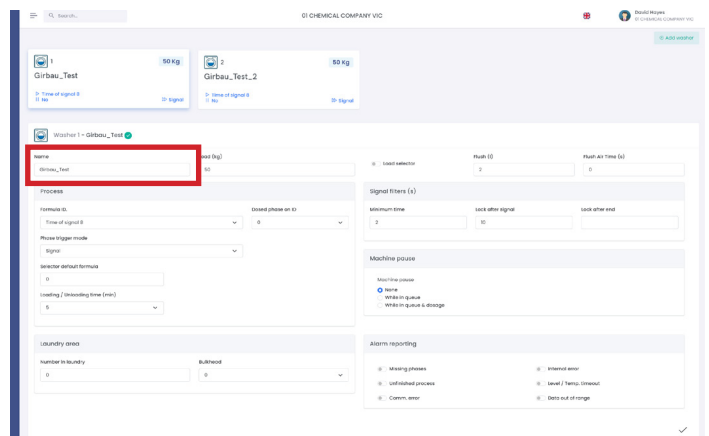 Search...
01 CHEMICAL COMPANY VIC
David Hayes
01 CHEMICAL COMPANY VIC
Add washer
1
50 Kg
Girbau_Test
Time of signal 8
No
Signal
2
50 Kg
Girbau_Test_2
Time of signal 8
No
Signal
Washer 1 - Girbau_Test
Name
Load (kg)
Load selector
Flush (l)
Flush Air Time (s)
Girbau_Test
50
3
0
Process
Signal filters (s)
Formula ID.
Dosed phase on ID
Minimum time
Lock after signal
Lock after end
Time of signal 8
0
3
10
Phase trigger mode
Signal
Machine pause
Selector default formula
0
Machine pause
None
While in queue
While in queue & dosage
Loading / Unloading time (min)
5
Laundry area
Alarm reporting
Number in laundry
Bulkhead
0
0
Missing phases
Internal error
Unfinished process
Level / Temp. timeout
Comm. error
Data out of range